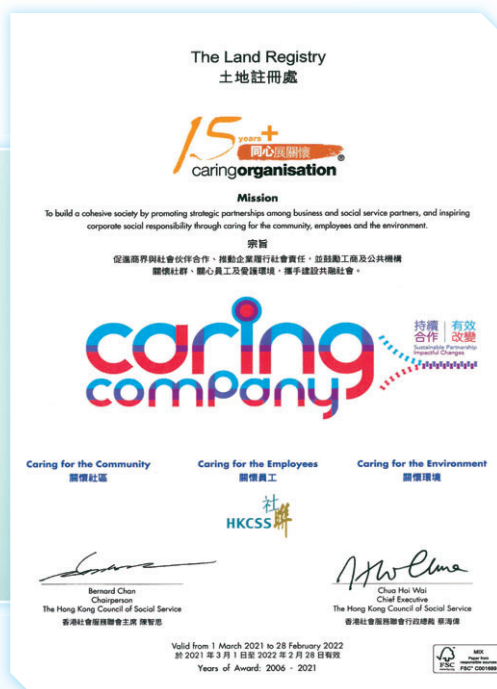 The Land Registry
土地註冊處
15 years+
同心展關懷
caringorganisation®
Mission
To build a cohesive society by promoting strategic partnerships among business and social service partners, and inspiring
corporate social responsibility through caring for the community, employees and the environment.
宗旨
促進商界與社會伙伴合作、推動企業履行社會責任，並鼓勵工商及公共機構
關懷社群、關心員工及愛護環境，攜手建設共融社會。
caring
company
持續 | 有效
合作 | 改變
Sustainable Partnership
Impactful Changes
Caring for the Community
關懷社區
Caring for the Employees
關懷員工
Caring for the Environment
關懷環境
HKCSS 社聯
Bernard Chan
Chairperson
The Hong Kong Council of Social Service
香港社會服務聯會主席 陳智思
Chua Hoi Wai
Chief Executive
The Hong Kong Council of Social Service
香港社會服務聯會行政總裁 蔡海偉
Valid from 1 March 2021 to 28 February 2022
於 2021 年 3 月 1 日至 2022 年 2 月 28 日有效
Years of Award: 2006 - 2021
FSC
MIX
Paper from
responsible sources